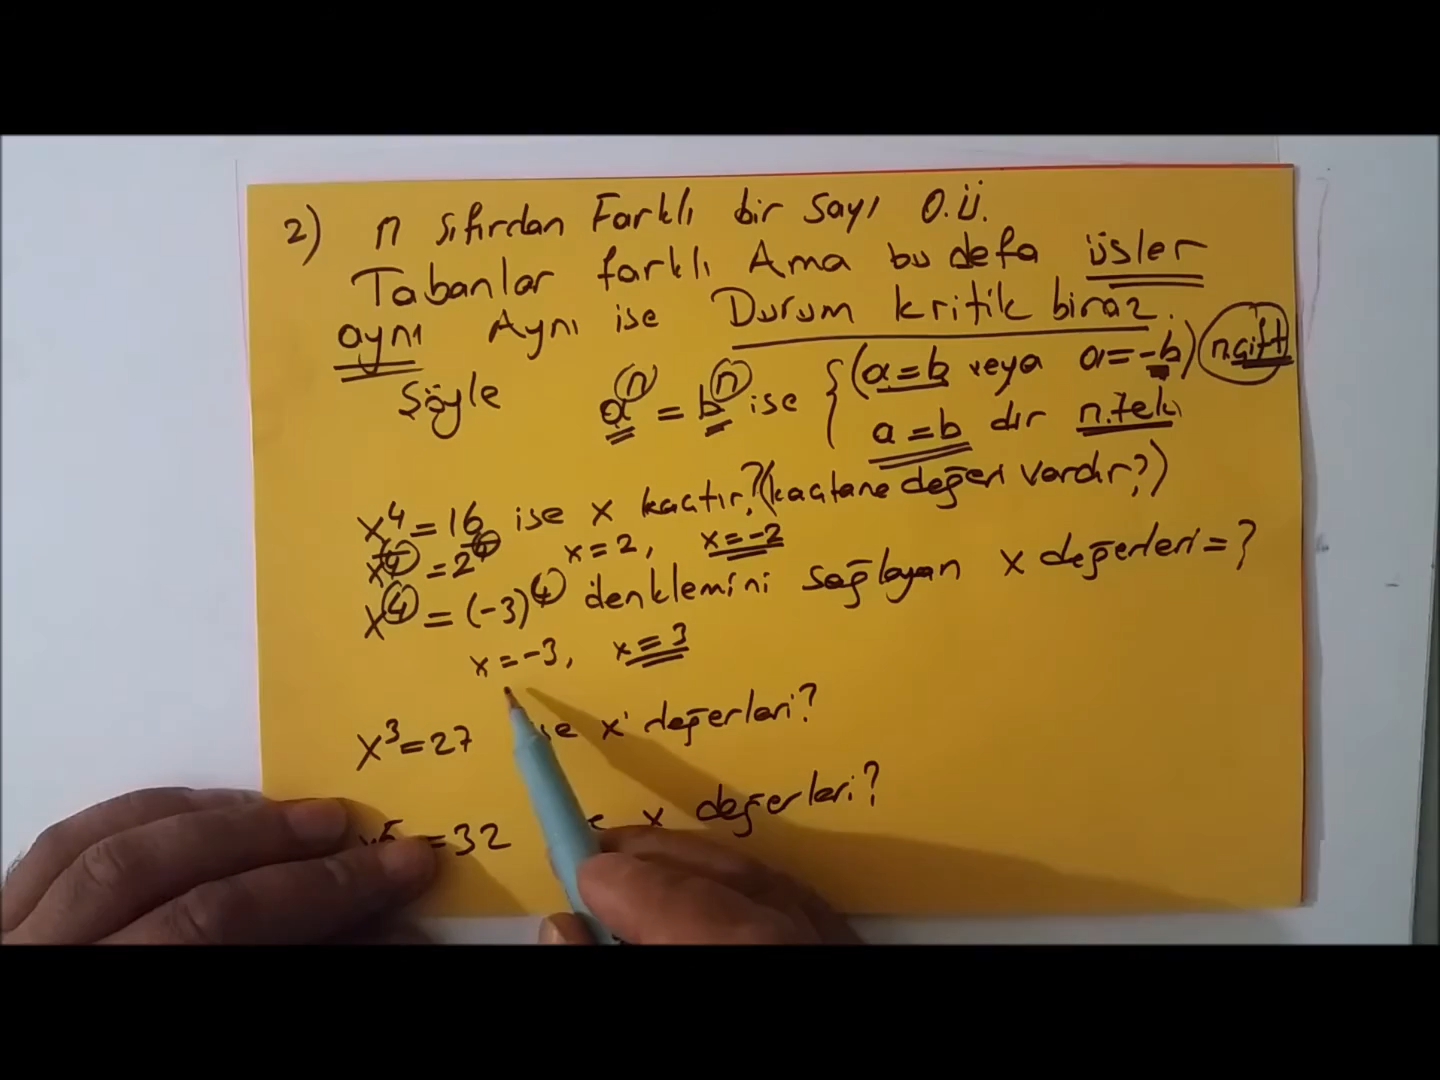 2) n sıfırdan Farklı bir sayı O.Ü.
Tabanlar farklı Ama bu defa üsler
aynı Aynı ise Durum kritik biraz.
Şöyle aⁿ = bⁿ ise { (a=b veya a=-b) n.çift
a=b dır n.tek
x⁴=16 ise x kaçtır? (kaçtane değeri vardır?)
x⁴=2⁴ x=2, x=-2
x⁴=(-3)⁴ denklemini sağlayan x değerleri=?
x=-3, x=3
x³=27 ise x değerleri?
=32 x değerleri?